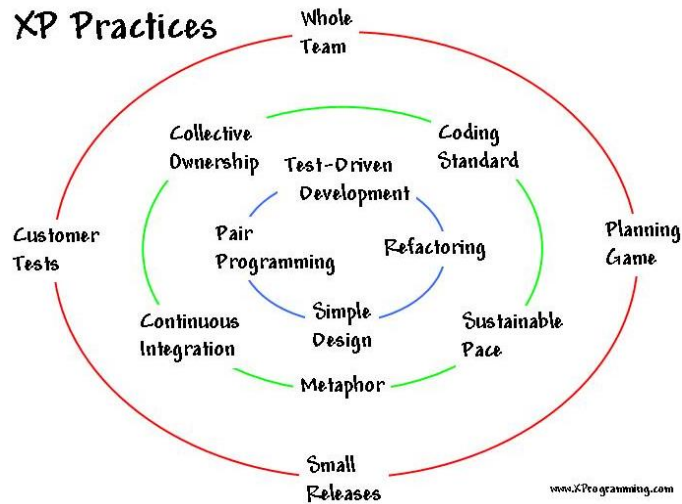 XP Practices
Whole
Team
Collective
Ownership
Coding
Standard
Test-Driven
Development
Customer
Tests
Pair
Programming
Refactoring
Planning
Game
Continuous
Integration
Simple
Design
Sustainable
Pace
Metaphor
Small
Releases
www.XProgramming.com